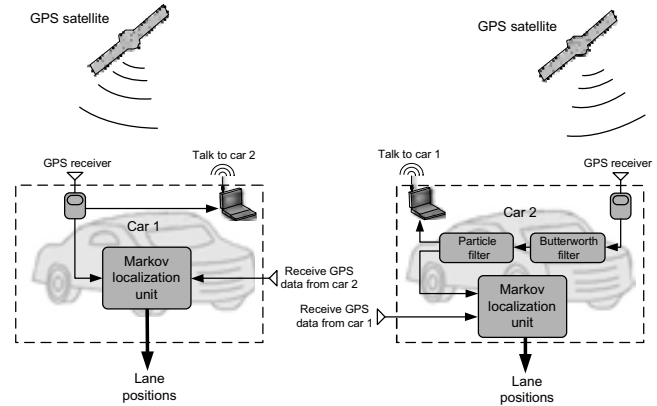 GPS satellite
GPS satellite
GPS receiver
Talk to car 2
Car 1
Markov
localization
unit
Receive GPS
data from car 2
Lane
positions
Talk to car 1
GPS receiver
Car 2
Particle
filter
Butterworth
filter
Markov
localization
unit
Receive GPS
data from car 1
Lane
positions